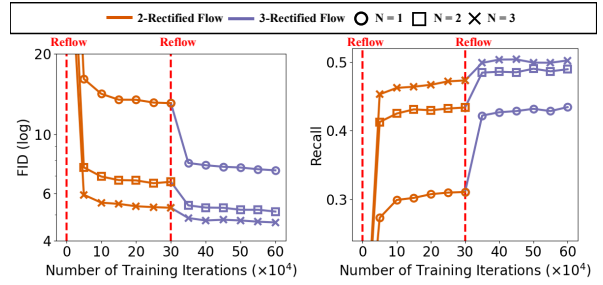 2-Rectified Flow 3-Rectified Flow N = 1 N = 2 N = 3
Reflow Reflow
20
10
6
4
FID (log)
0 10 20 30 40 50 60
Number of Training Iterations (×10⁴)
Reflow Reflow
0.5
0.4
0.3
Recall
0 10 20 30 40 50 60
Number of Training Iterations (×10⁴)